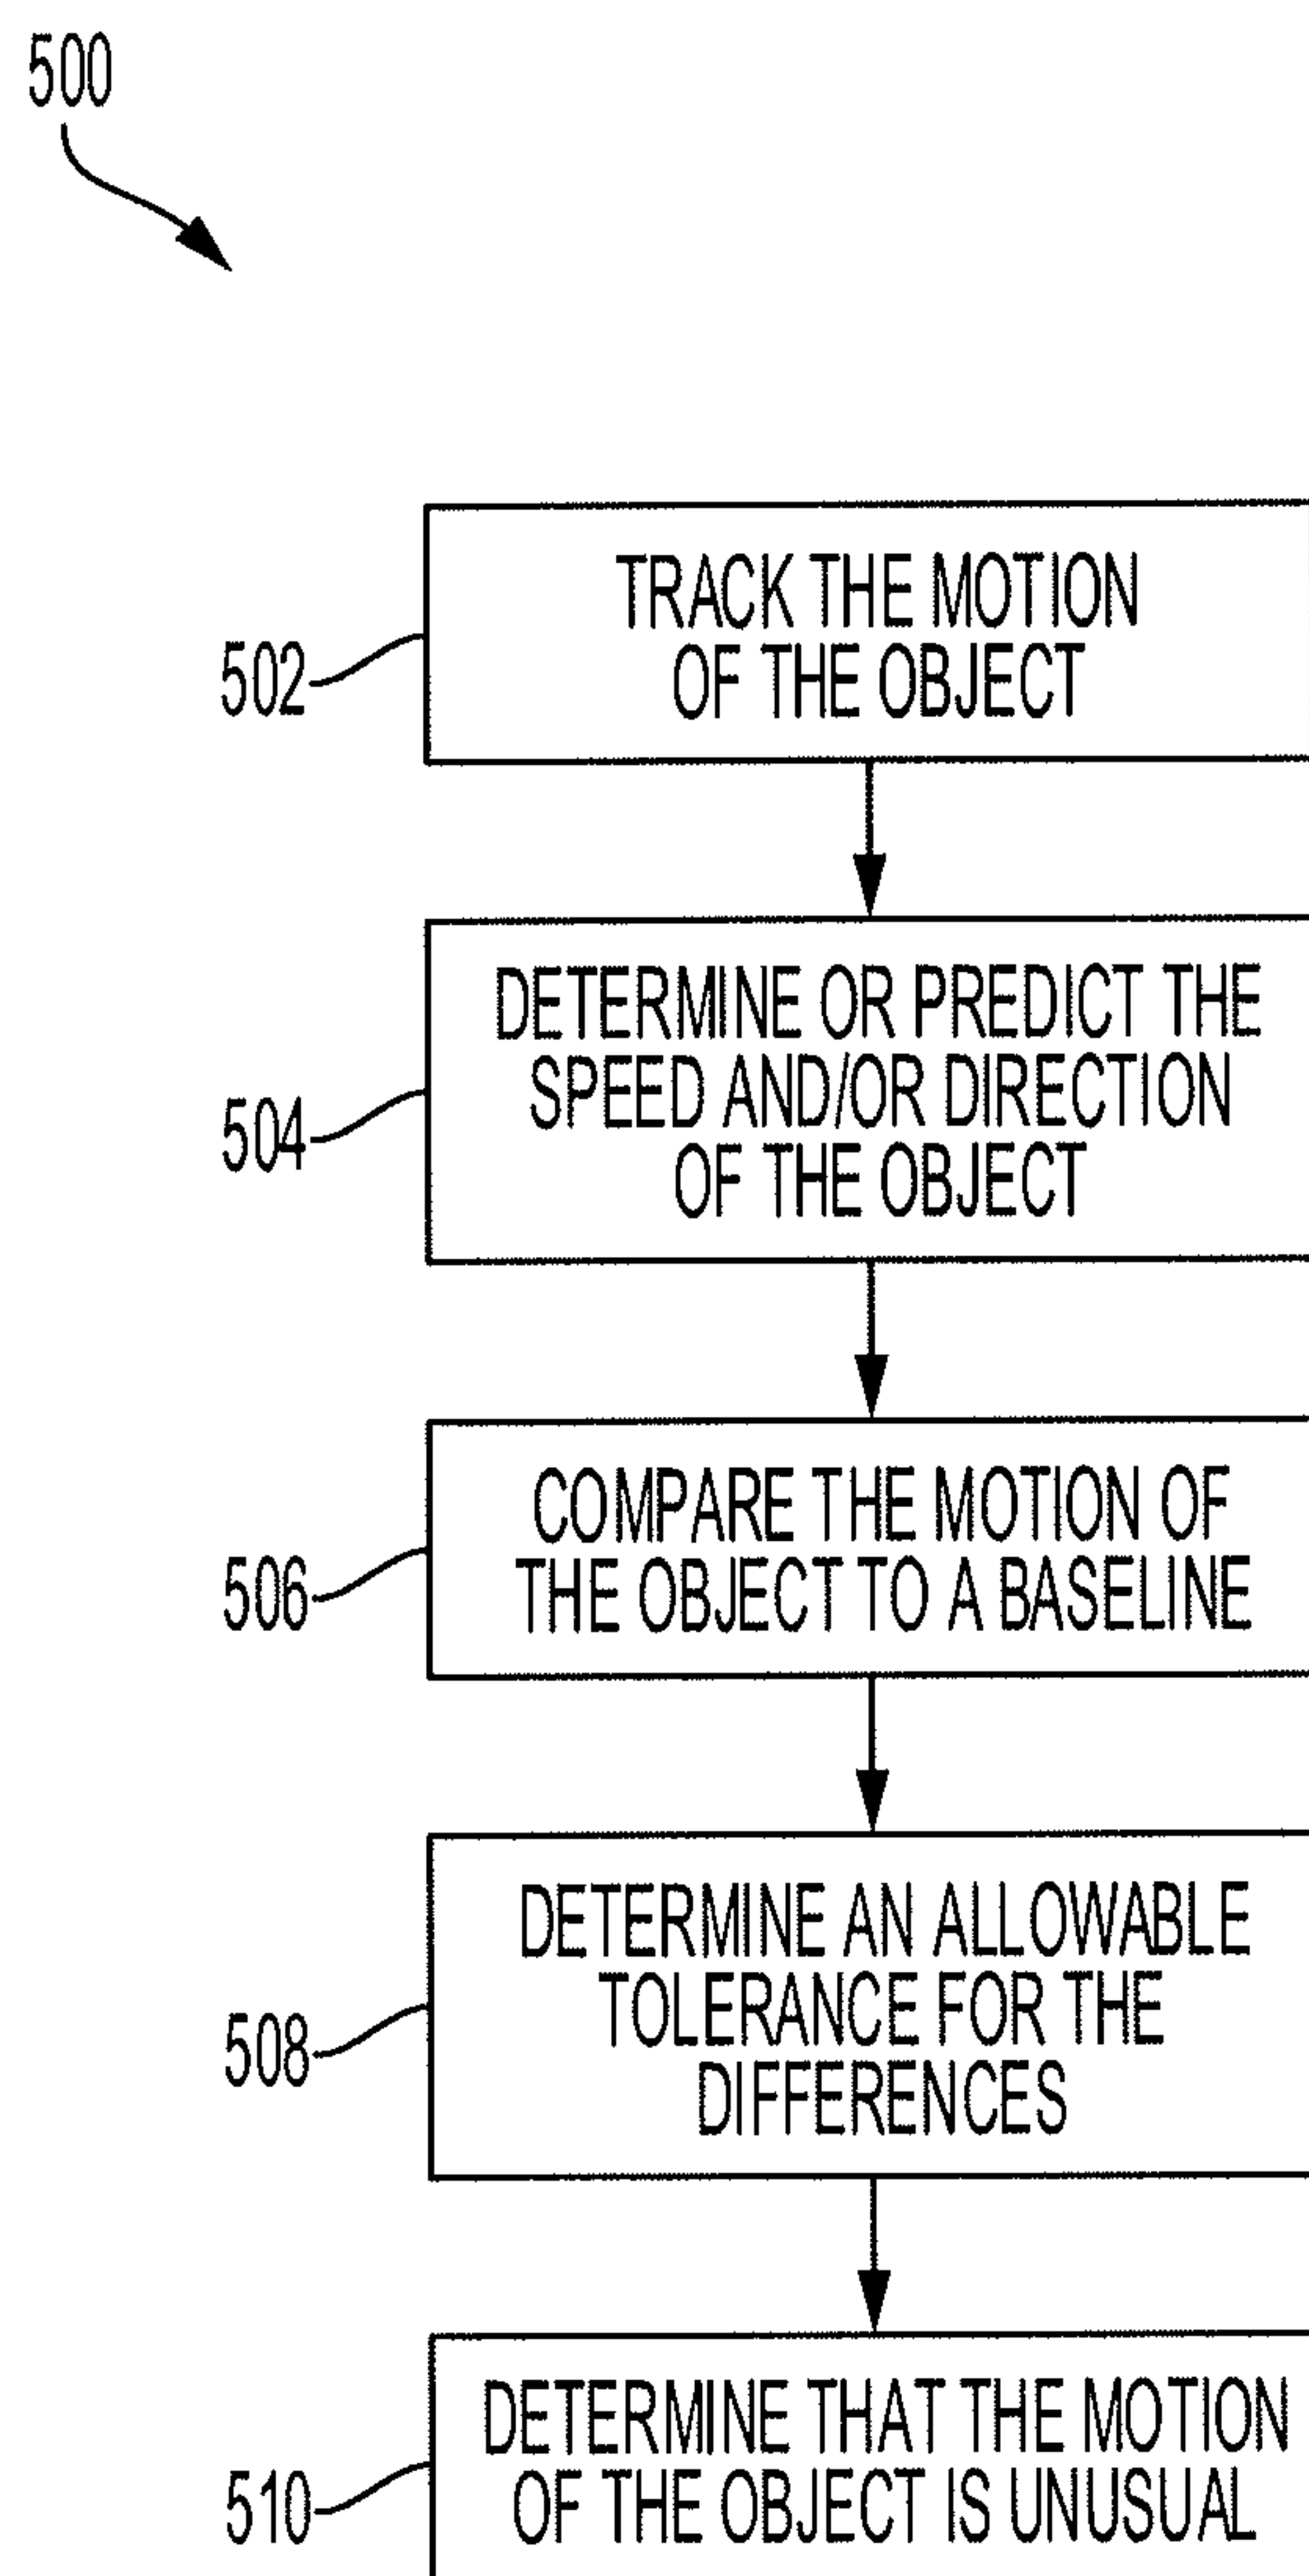 500
502
TRACK THE MOTION
OF THE OBJECT
504
DETERMINE OR PREDICT THE
SPEED AND/OR DIRECTION
OF THE OBJECT
506
COMPARE THE MOTION OF
THE OBJECT TO A BASELINE
508
DETERMINE AN ALLOWABLE
TOLERANCE FOR THE
DIFFERENCES
510
DETERMINE THAT THE MOTION
OF THE OBJECT IS UNUSUAL